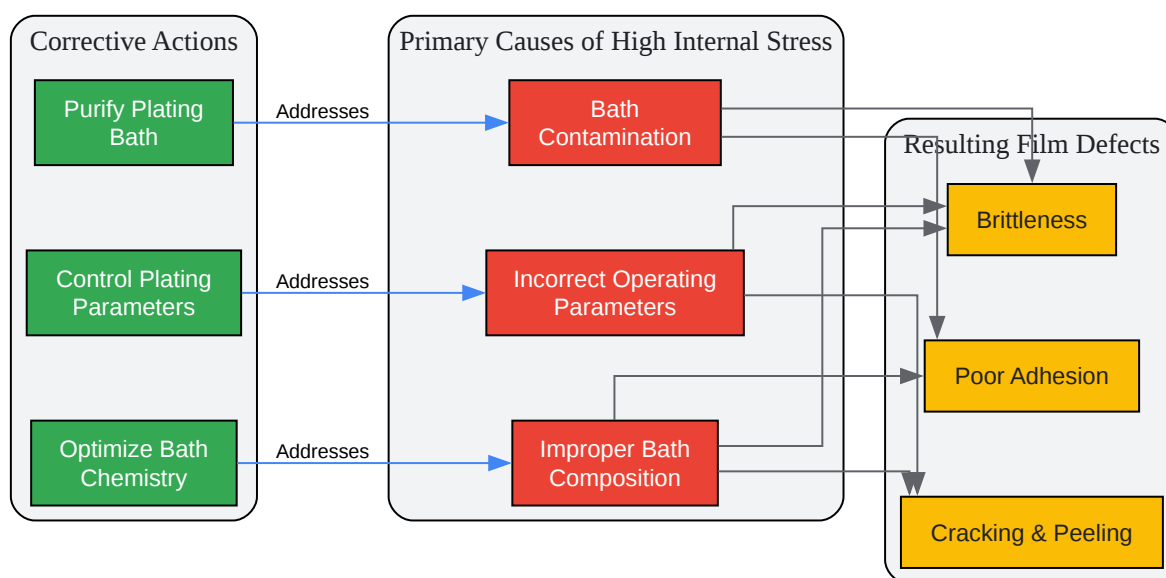 Corrective Actions
Purify Plating
Bath
Control Plating
Parameters
Optimize Bath
Chemistry
Addresses
Addresses
Addresses
Primary Causes of High Internal Stress
Bath
Contamination
Incorrect Operating
Parameters
Improper Bath
Composition
Resulting Film Defects
Brittleness
Poor Adhesion
Cracking & Peeling